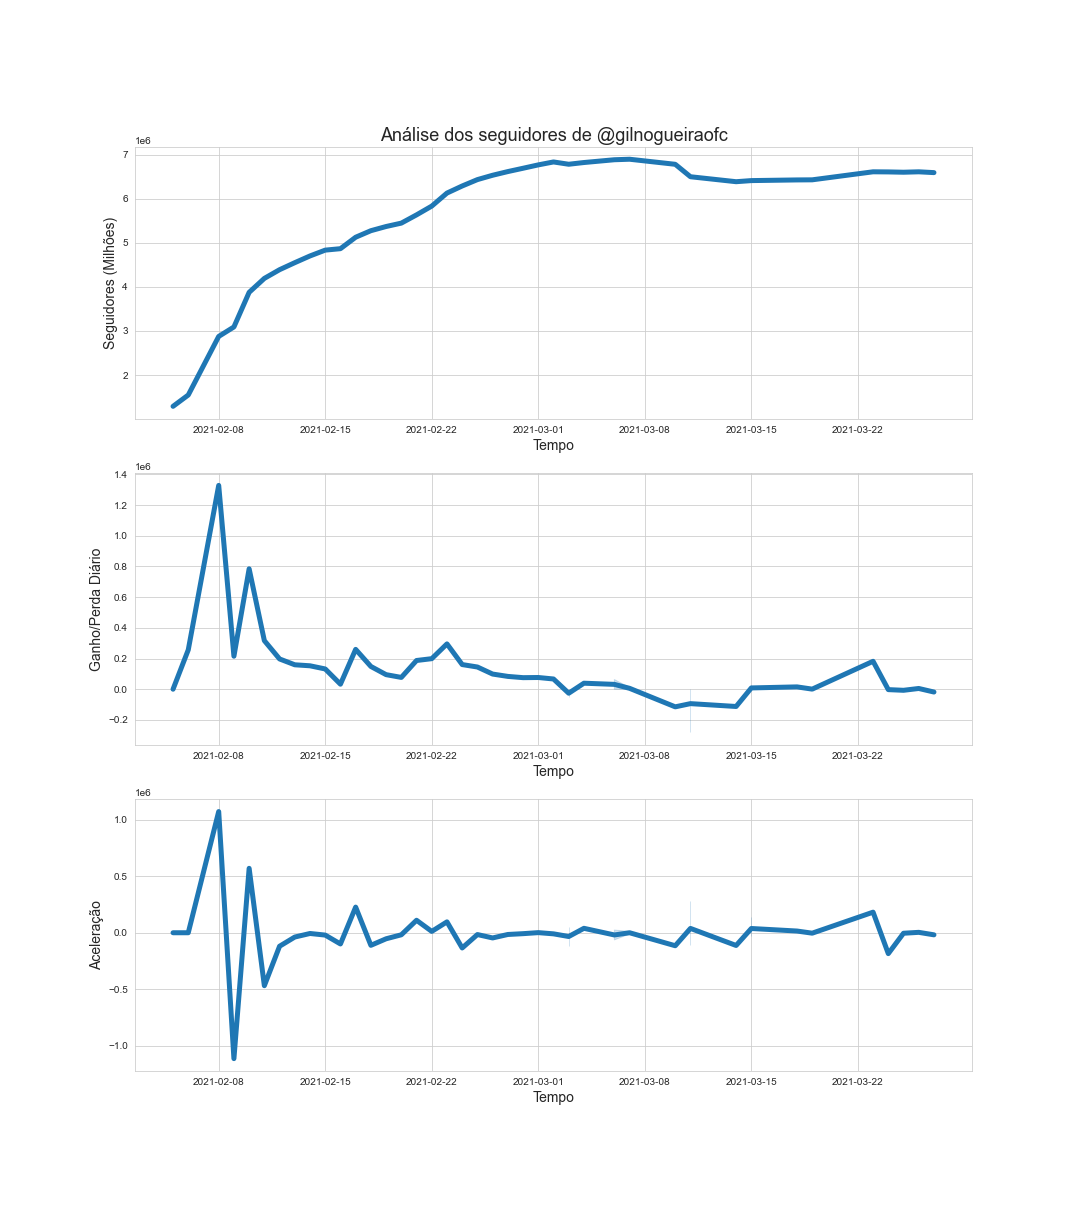 Análise dos seguidores de @gilnogueiraofc
1e6
7
6
5
4
3
2
Seguidores (Milhões)
2021-02-08 2021-02-15 2021-02-22 2021-03-01 2021-03-08 2021-03-15 2021-03-22
Tempo
1e6
1.4
1.2
1.0
0.8
0.6
0.4
0.2
0.0
−0.2
Ganho/Perda Diário
2021-02-08 2021-02-15 2021-02-22 2021-03-01 2021-03-08 2021-03-15 2021-03-22
Tempo
1e6
1.0
0.5
0.0
−0.5
−1.0
Aceleração
2021-02-08 2021-02-15 2021-02-22 2021-03-01 2021-03-08 2021-03-15 2021-03-22
Tempo